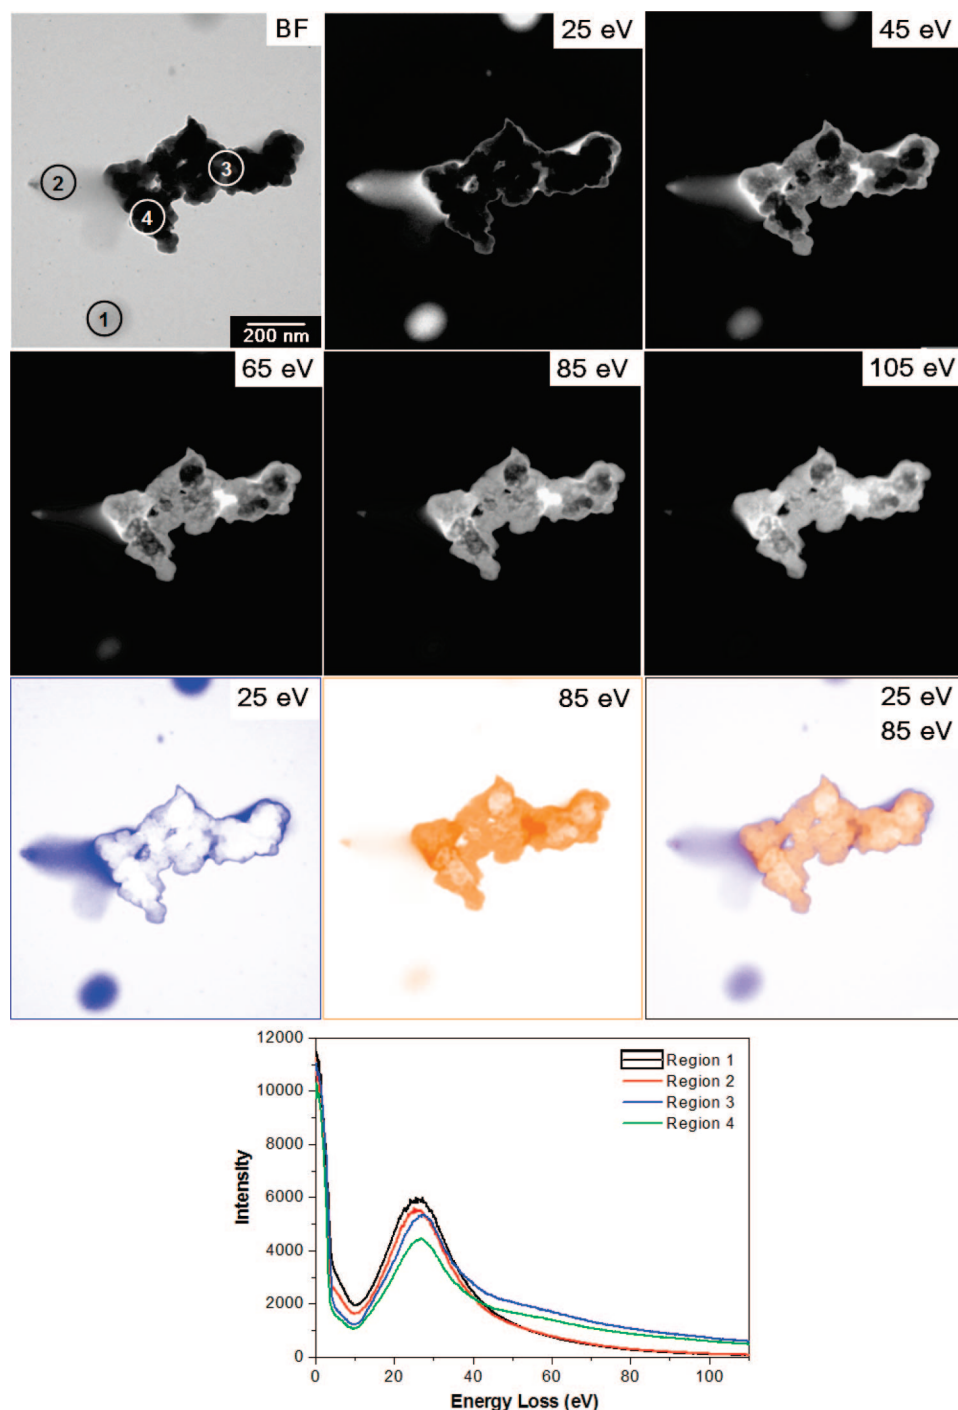 BF
25 eV
45 eV
2
3
4
1
200 nm
65 eV
85 eV
105 eV
25 eV
85 eV
25 eV
85 eV
12000
10000
8000
6000
4000
2000
0
Intensity
Region 1
Region 2
Region 3
Region 4
0
20
40
60
80
100
Energy Loss (eV)